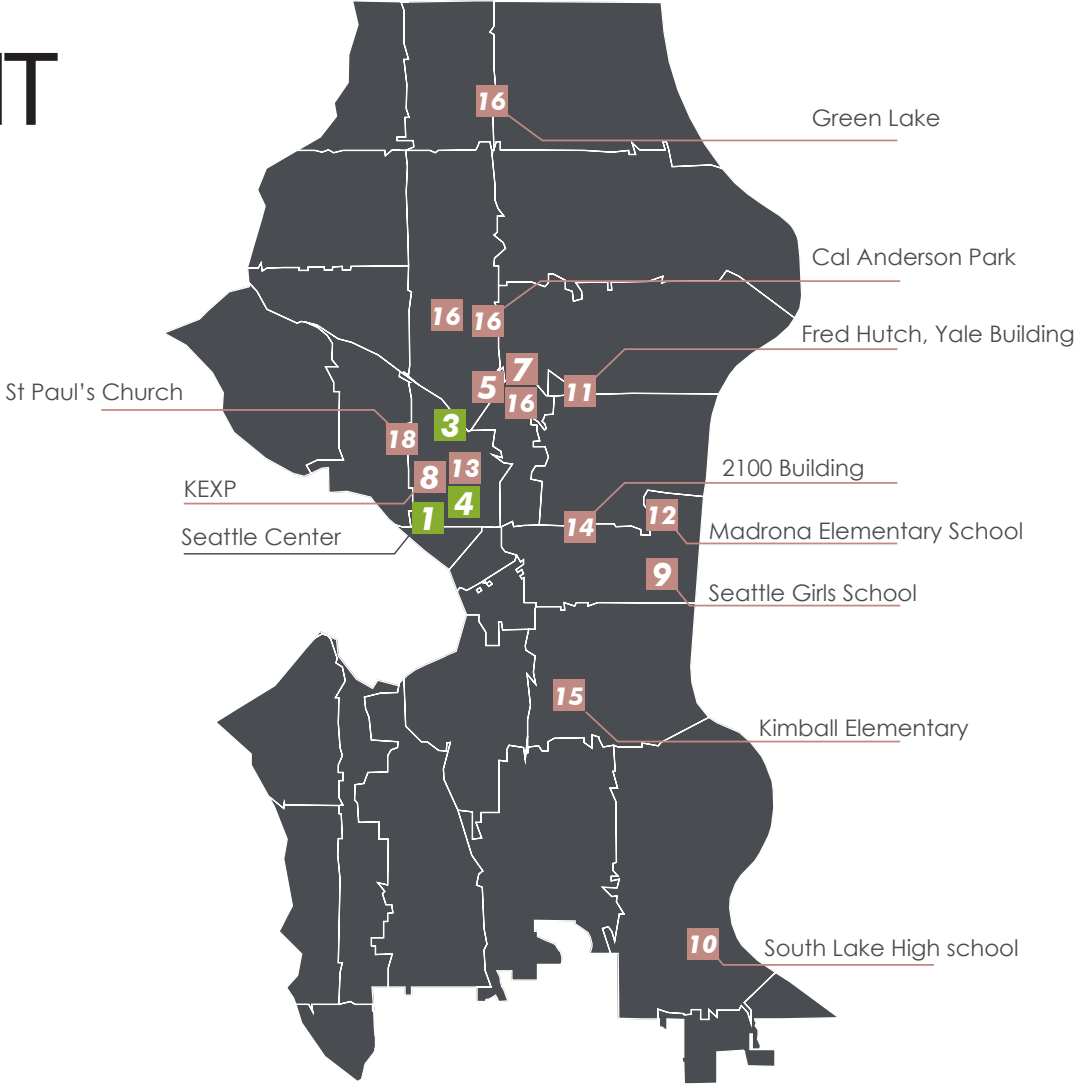 IT
16
Green Lake
Cal Anderson Park
16
16
Fred Hutch, Yale Building
7
5
11
St Paul's Church
16
3
18
2100 Building
13
8
KEXP
4
12
1
14
Madrona Elementary School
Seattle Center
9
Seattle Girls School
15
Kimball Elementary
10
South Lake High school